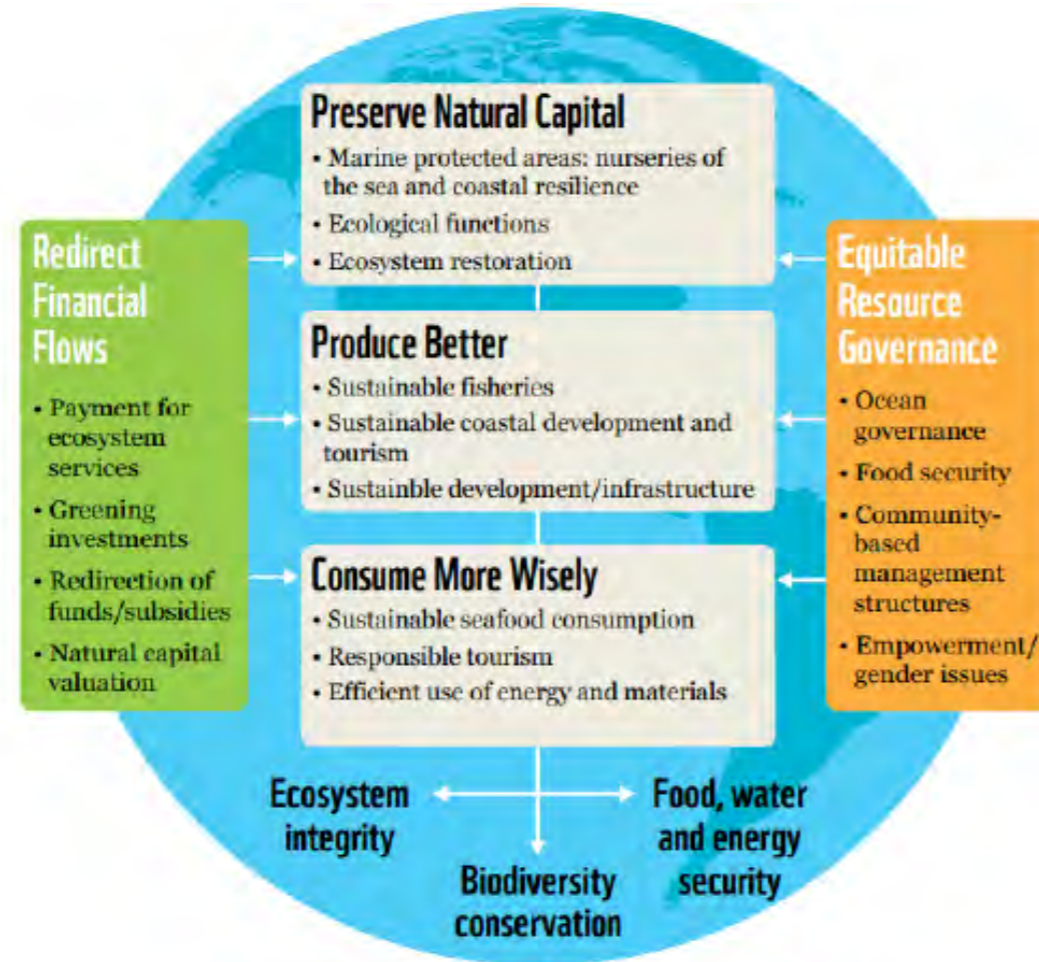 Preserve Natural Capital
• Marine protected areas: nurseries of
the sea and coastal resilience
• Ecological functions
• Ecosystem restoration
Redirect
Financial
Flows
• Payment for
ecosystem
services
• Greening
investments
• Redirection of
funds/subsidies
• Natural capital
valuation
Produce Better
• Sustainable fisheries
• Sustainable coastal development and
tourism
• Sustainble development/infrastructure
Consume More Wisely
• Sustainable seafood consumption
• Responsible tourism
• Efficient use of energy and materials
Equitable
Resource
Governance
• Ocean
governance
• Food security
• Community-
based
management
structures
• Empowerment/
gender issues
Ecosystem
integrity
Biodiversity
conservation
Food, water
and energy
security